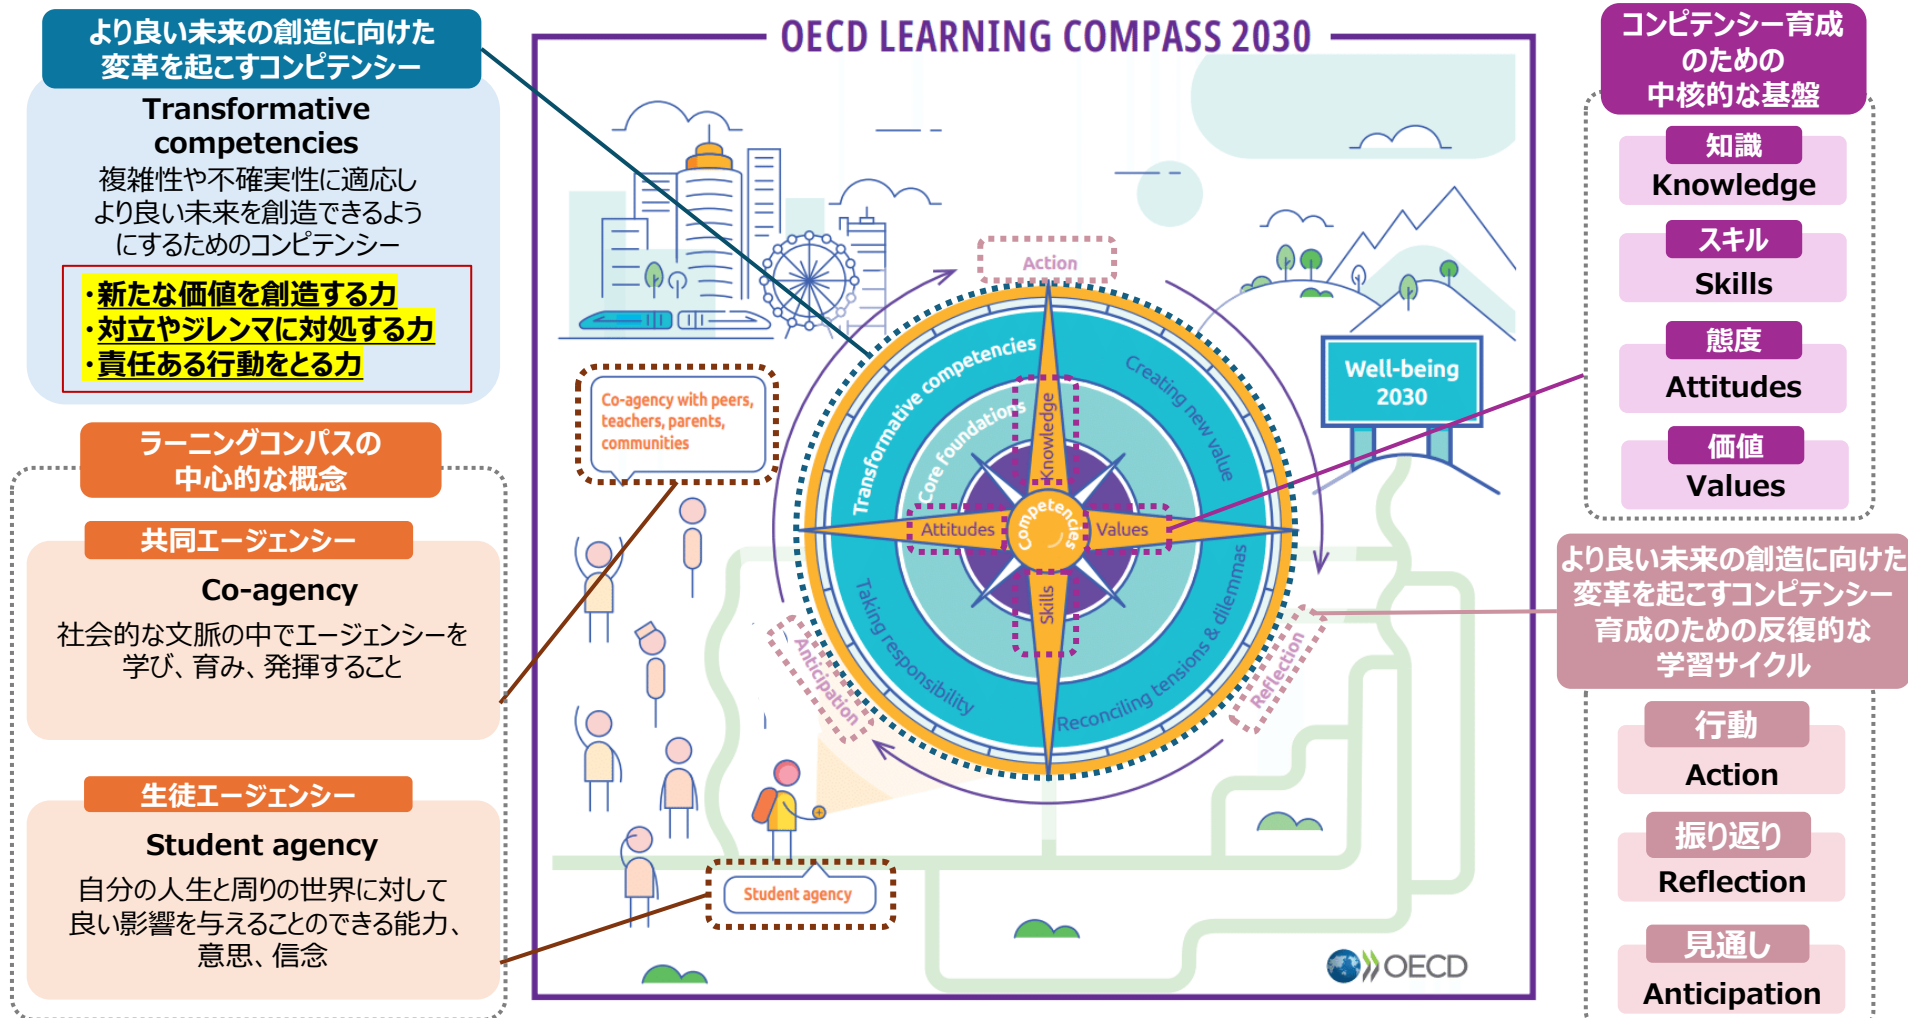 より良い未来の創造に向けた
変革を起こすコンピテンシー
Transformative
competencies
複雑性や不確実性に適応し
より良い未来を創造できるよう
にするためのコンピテンシー
・新たな価値を創造する力
・対立やジレンマに対処する力
・責任ある行動をとる力
ラーニングコンパスの
中心的な概念
共同エージェンシー
Co-agency
社会的な文脈の中でエージェンシーを
学び、育み、発揮すること
生徒エージェンシー
Student agency
自分の人生と周りの世界に対して
良い影響を与えることのできる能力、
意思、信念
OECD LEARNING COMPASS 2030
Action
Transformative competencies
Creating new value
Core foundations
Knowledge
Attitudes
Competencies
Values
Skills
Taking responsibility
Reconciling tensions & dilemmas
Anticipation
Reflection
Co-agency with peers,
teachers, parents,
communities
Well-being
2030
Student agency
OECD
コンピテンシー育成
のための
中核的な基盤
知識
Knowledge
スキル
Skills
態度
Attitudes
価値
Values
より良い未来の創造に向けた
変革を起こすコンピテンシー
育成のための反復的な
学習サイクル
行動
Action
振り返り
Reflection
見通し
Anticipation